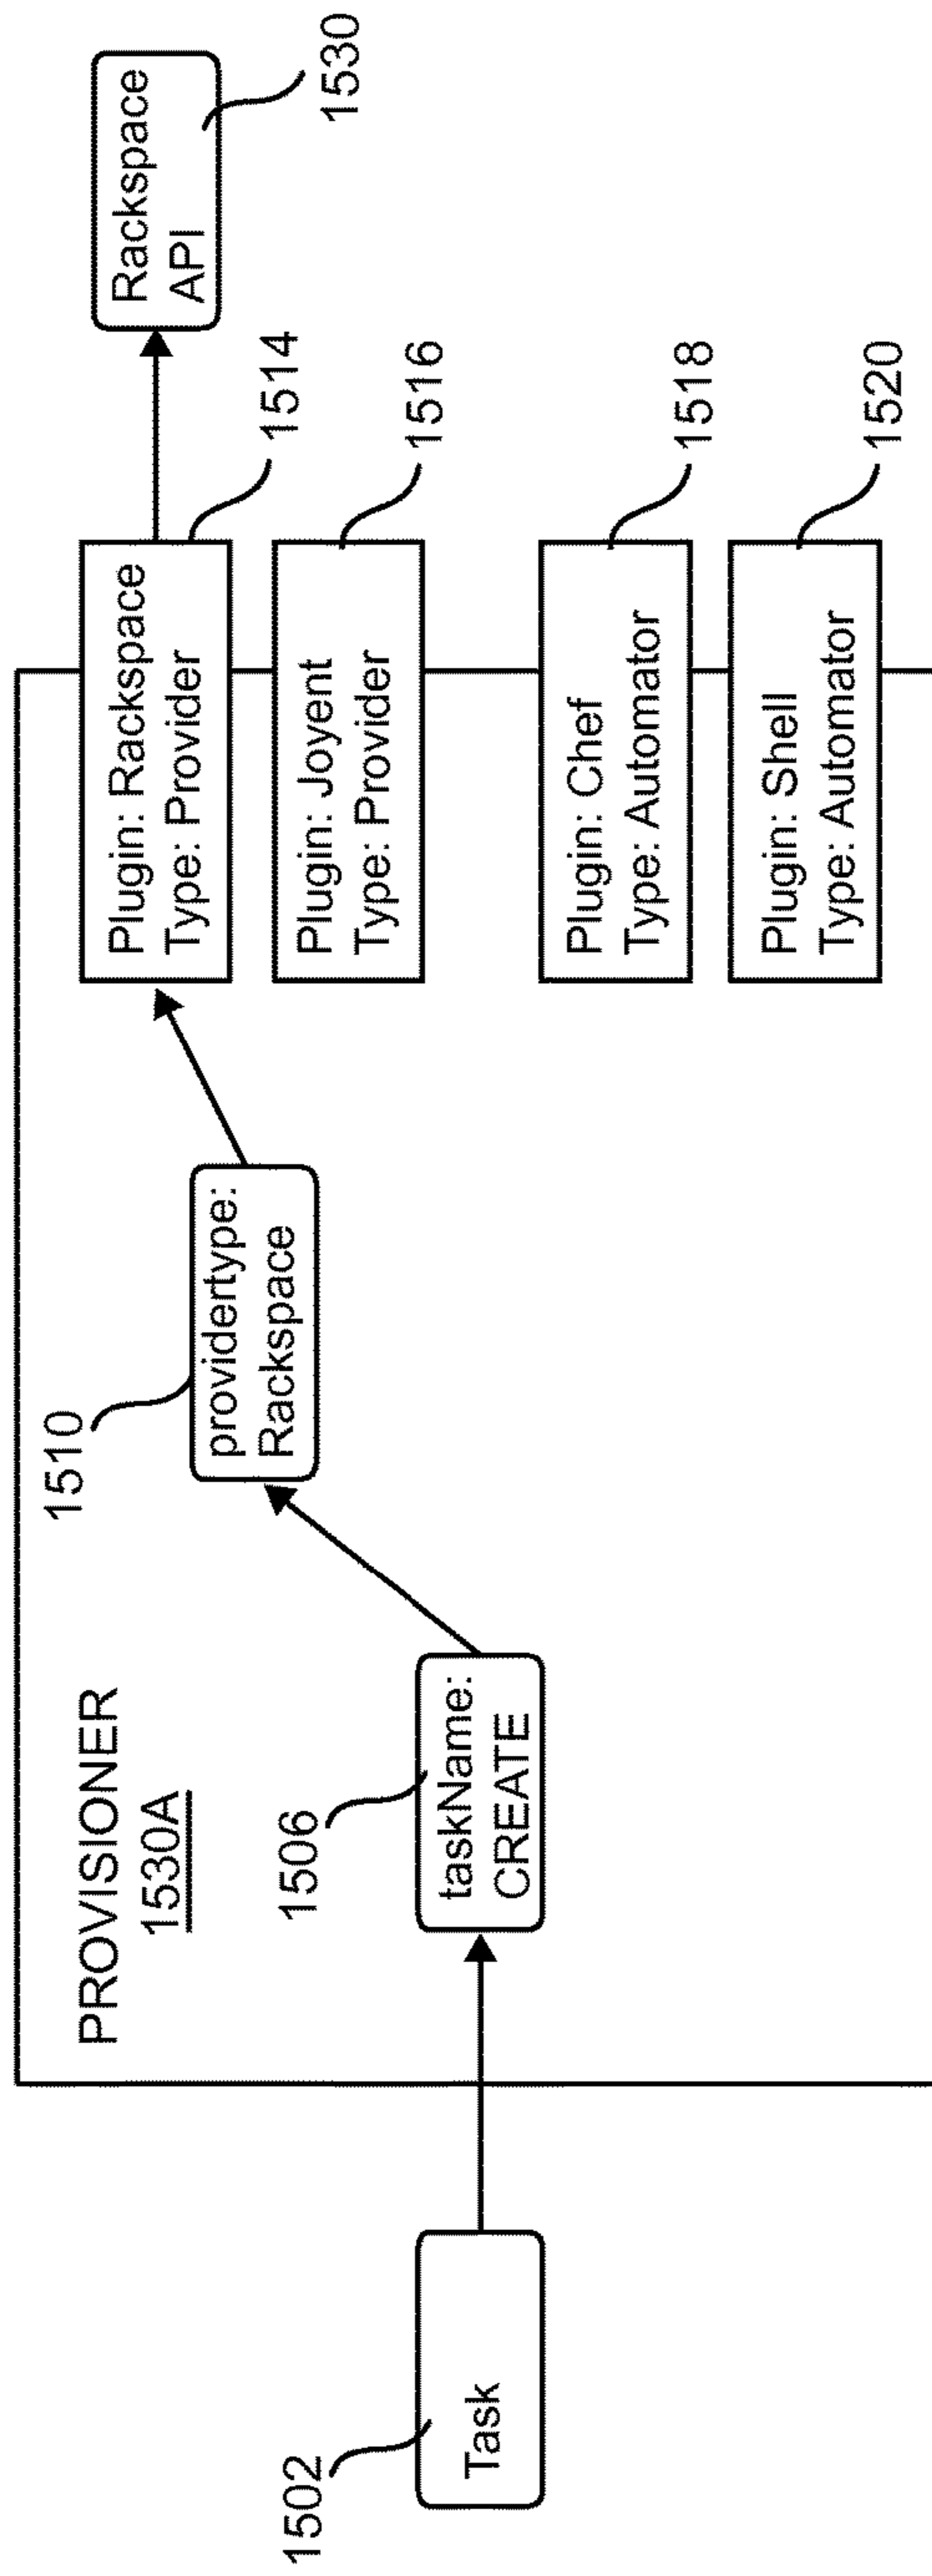 PROVISIONER
1530A
1502
Task
1506
taskName:
CREATE
1510
providertype:
Rackspace
Plugin: Rackspace
Type: Provider
1514
Rackspace
API
1530
Plugin: Joyent
Type: Provider
1516
Plugin: Chef
Type: Automator
1518
Plugin: Shell
Type: Automator
1520